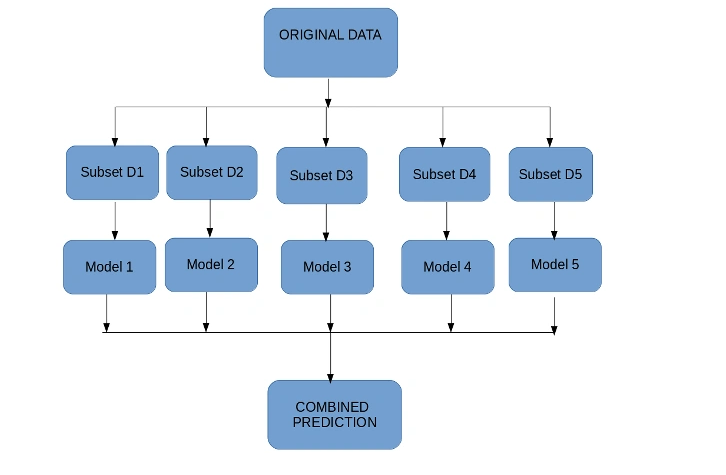 ORIGINAL DATA
Subset D1
Subset D2
Subset D3
Subset D4
Subset D5
Model 1
Model 2
Model 3
Model 4
Model 5
COMBINED
PREDICTION